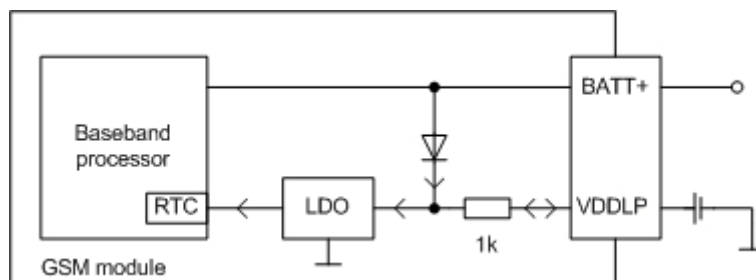 BATT+
Baseband
processor
RTC
LDO
VDDLP
1k
GSM module